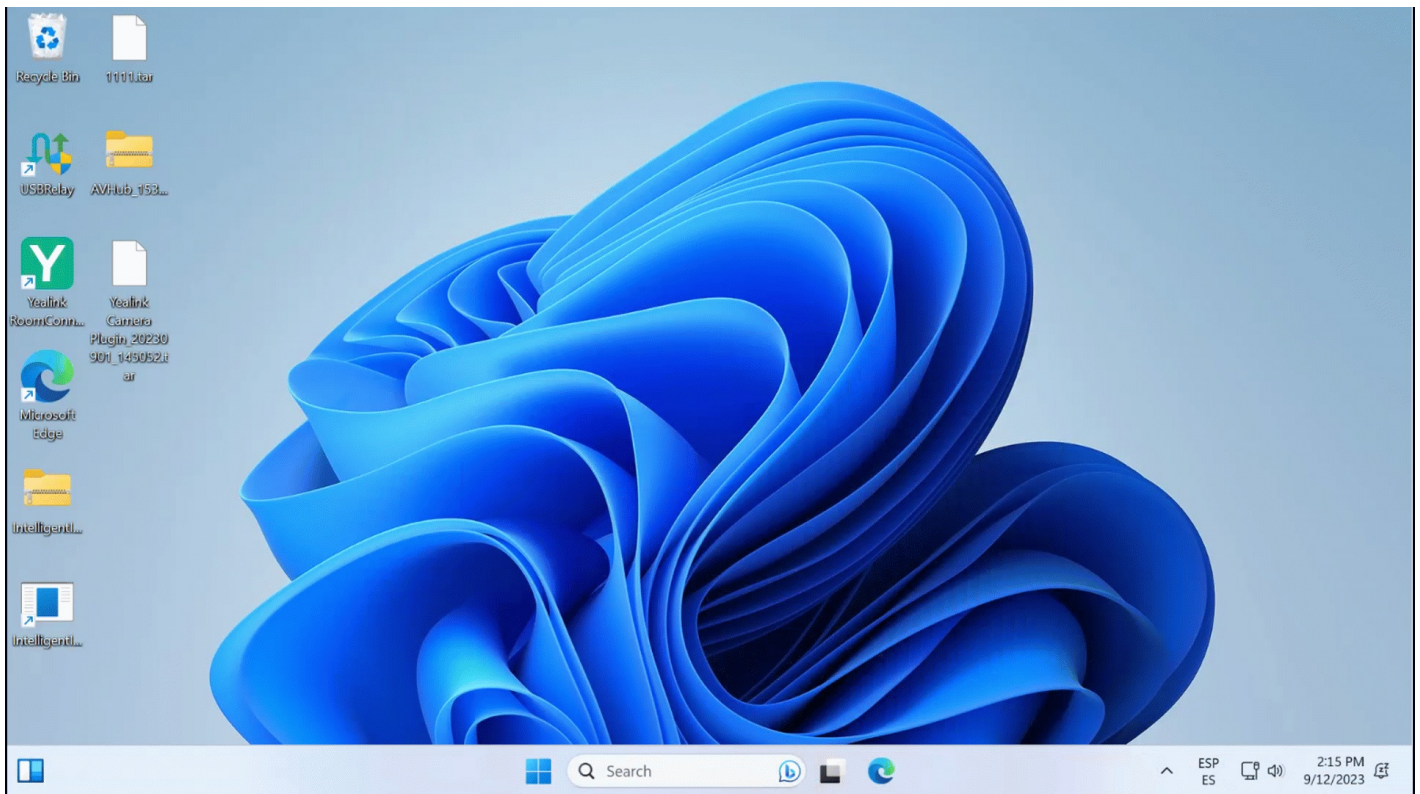 Recycle Bin
1111.tar
USBRelay
AVHub_153...
Yealink
RoomConn...
Yealink
Camera
Plugin_20230
901_145052.t
ar
Microsoft
Edge
IntelligentI...
IntelligentI...
Search
ESP
ES
2:15 PM
9/12/2023